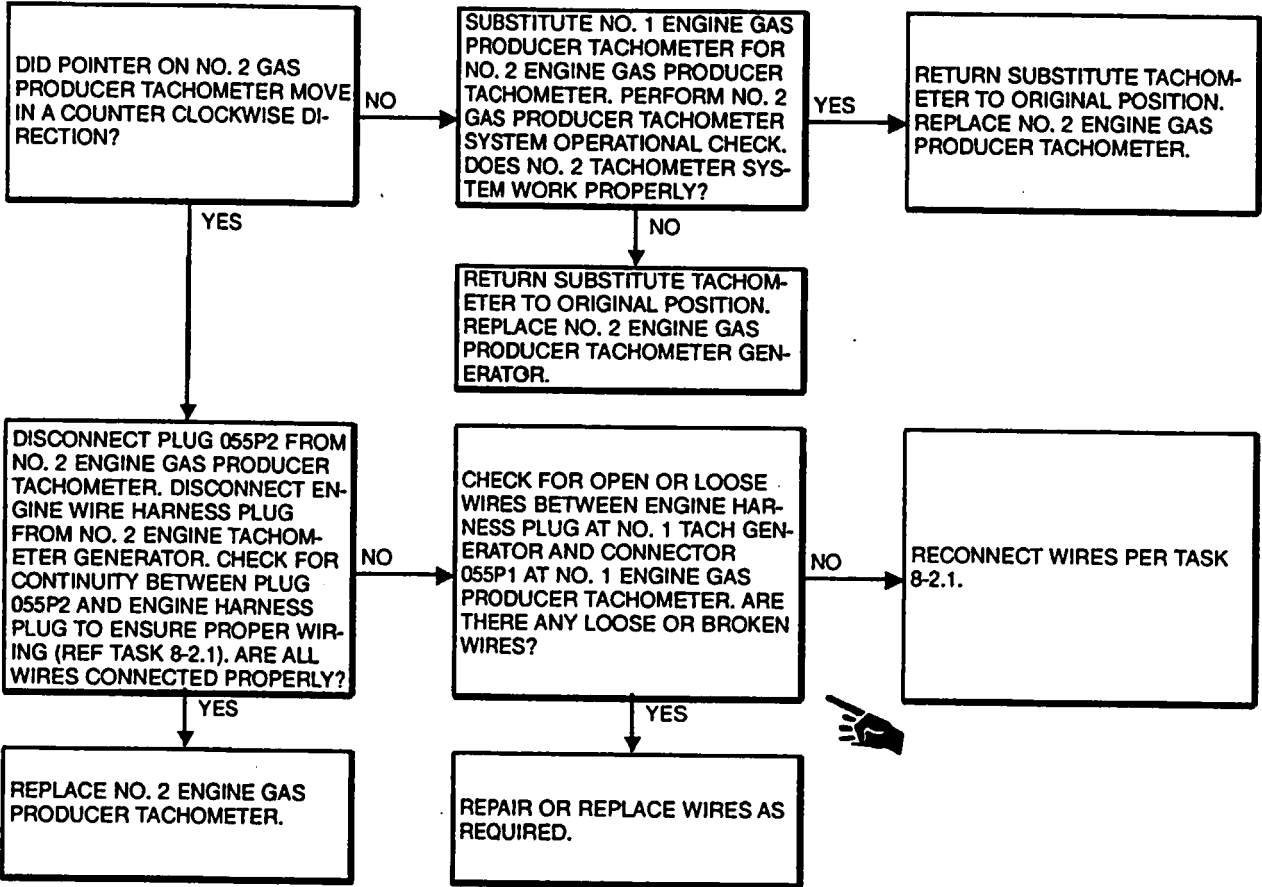 DID POINTER ON NO. 2 GAS
PRODUCER TACHOMETER MOVE
IN A COUNTER CLOCKWISE DI-
RECTION?
NO
SUBSTITUTE NO. 1 ENGINE GAS
PRODUCER TACHOMETER FOR
NO. 2 ENGINE GAS PRODUCER
TACHOMETER. PERFORM NO. 2
GAS PRODUCER TACHOMETER
SYSTEM OPERATIONAL CHECK.
DOES NO. 2 TACHOMETER SYS-
TEM WORK PROPERLY?
YES
RETURN SUBSTITUTE TACHOM-
ETER TO ORIGINAL POSITION.
REPLACE NO. 2 ENGINE GAS
PRODUCER TACHOMETER.
YES
NO
RETURN SUBSTITUTE TACHOM-
ETER TO ORIGINAL POSITION.
REPLACE NO. 2 ENGINE GAS
PRODUCER TACHOMETER GEN-
ERATOR.
DISCONNECT PLUG 055P2 FROM
NO. 2 ENGINE GAS PRODUCER
TACHOMETER. DISCONNECT EN-
GINE WIRE HARNESS PLUG
FROM NO. 2 ENGINE TACHOM-
ETER GENERATOR. CHECK FOR
CONTINUITY BETWEEN PLUG
055P2 AND ENGINE HARNESS
PLUG TO ENSURE PROPER WIR-
ING (REF TASK 8-2.1). ARE ALL
WIRES CONNECTED PROPERLY?
NO
CHECK FOR OPEN OR LOOSE
WIRES BETWEEN ENGINE HAR-
NESS PLUG AT NO. 1 TACH GEN-
ERATOR AND CONNECTOR
055P1 AT NO. 1 ENGINE GAS
PRODUCER TACHOMETER. ARE
THERE ANY LOOSE OR BROKEN
WIRES?
NO
RECONNECT WIRES PER TASK
8-2.1.
YES
YES
REPLACE NO. 2 ENGINE GAS
PRODUCER TACHOMETER.
REPAIR OR REPLACE WIRES AS
REQUIRED.